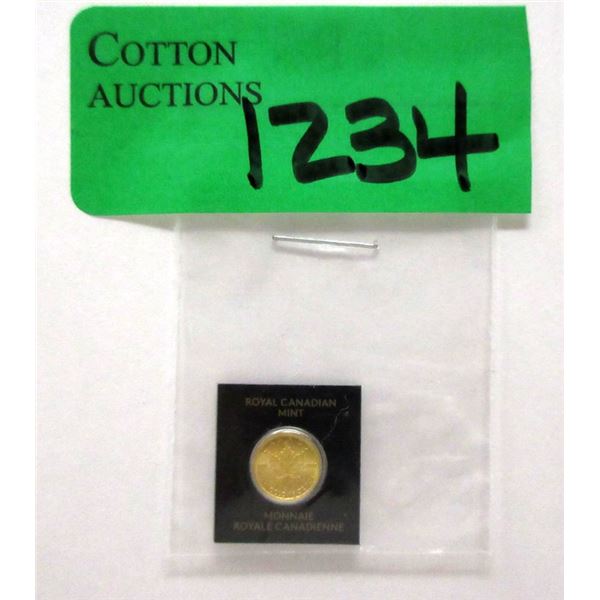 COTTON
AUCTIONS
1234
ROYAL CANADIAN
MINT
MONNAIE
ROYALE CANADIENNE